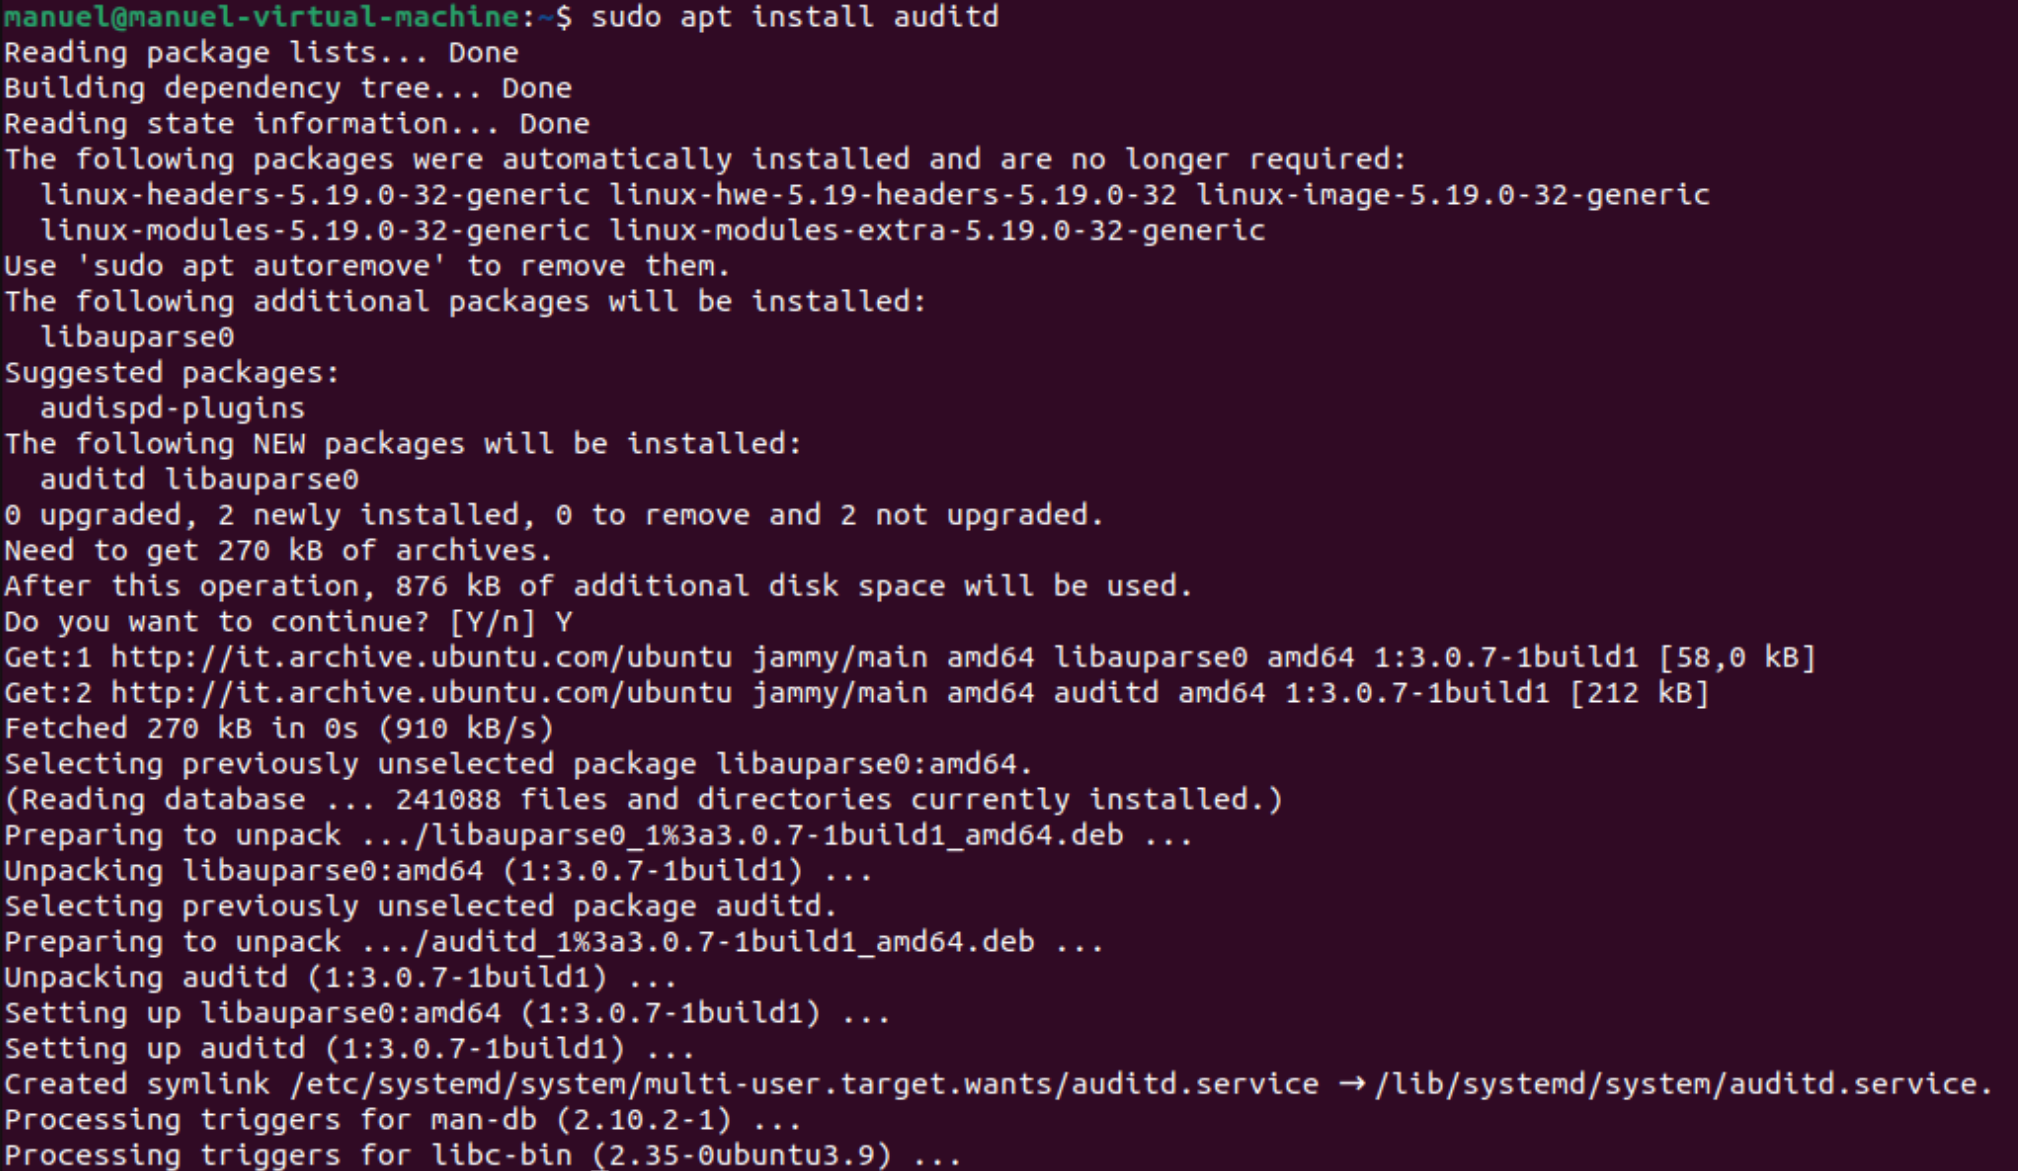 manuel@manuel-virtual-machine:~$ sudo apt install auditd
Reading package lists... Done
Building dependency tree... Done
Reading state information... Done
The following packages were automatically installed and are no longer required:
  linux-headers-5.19.0-32-generic linux-hwe-5.19-headers-5.19.0-32 linux-image-5.19.0-32-generic
  linux-modules-5.19.0-32-generic linux-modules-extra-5.19.0-32-generic
Use 'sudo apt autoremove' to remove them.
The following additional packages will be installed:
  libauparse0
Suggested packages:
  audispd-plugins
The following NEW packages will be installed:
  auditd libauparse0
0 upgraded, 2 newly installed, 0 to remove and 2 not upgraded.
Need to get 270 kB of archives.
After this operation, 876 kB of additional disk space will be used.
Do you want to continue? [Y/n] Y
Get:1 http://it.archive.ubuntu.com/ubuntu jammy/main amd64 libauparse0 amd64 1:3.0.7-1build1 [58,0 kB]
Get:2 http://it.archive.ubuntu.com/ubuntu jammy/main amd64 auditd amd64 1:3.0.7-1build1 [212 kB]
Fetched 270 kB in 0s (910 kB/s)
Selecting previously unselected package libauparse0:amd64.
(Reading database ... 241088 files and directories currently installed.)
Preparing to unpack .../libauparse0_1%3a3.0.7-1build1_amd64.deb ...
Unpacking libauparse0:amd64 (1:3.0.7-1build1) ...
Selecting previously unselected package auditd.
Preparing to unpack .../auditd_1%3a3.0.7-1build1_amd64.deb ...
Unpacking auditd (1:3.0.7-1build1) ...
Setting up libauparse0:amd64 (1:3.0.7-1build1) ...
Setting up auditd (1:3.0.7-1build1) ...
Created symlink /etc/systemd/system/multi-user.target.wants/auditd.service → /lib/systemd/system/auditd.service.
Processing triggers for man-db (2.10.2-1) ...
Processing triggers for libc-bin (2.35-0ubuntu3.9) ...